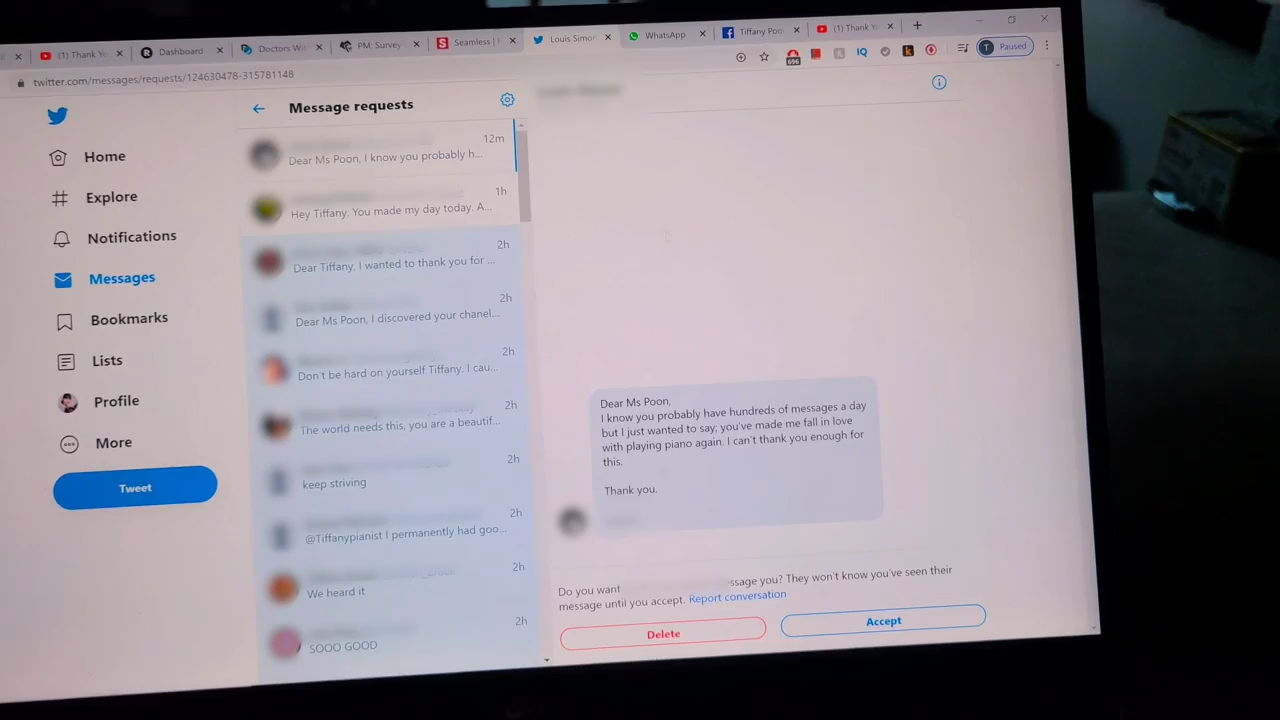 (1) Thank Yo
Dashboard
Doctors Wit
PM: Survey
Seamless | F
Louis Simon
WhatsApp
Tiffany Poo
(1) Thank Yo
twitter.com/messages/requests/124630478-315781148
696
IQ
k
T
Paused
Home
Explore
Notifications
Messages
Bookmarks
Lists
Profile
More
Tweet
Message requests
12m
Dear Ms Poon, I know you probably h...
1h
Hey Tiffany. You made my day today. A...
2h
Dear Tiffany, I wanted to thank you for ...
2h
Dear Ms Poon, I discovered your chanel...
2h
Don't be hard on yourself Tiffany. I cau...
2h
The world needs this, you are a beautif...
2h
keep striving
2h
@Tiffanypianist I permanently had goo...
2h
We heard it
2h
SOOO GOOD
Dear Ms Poon,
I know you probably have hundreds of messages a day
but I just wanted to say; you've made me fall in love
with playing piano again. I can't thank you enough for
this.
Thank you.
Do you want ssage you? They won't know you've seen their
message until you accept. Report conversation
Delete
Accept